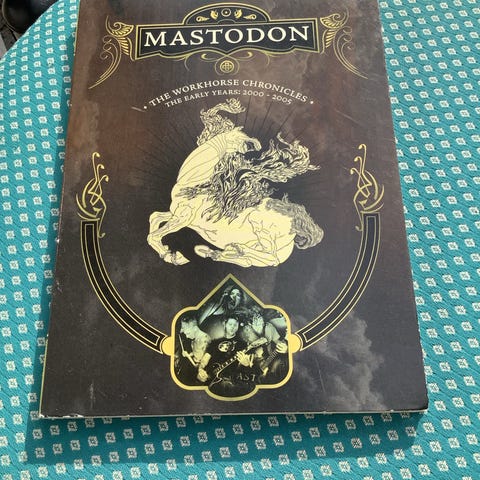 MASTODON
• THE WORKHORSE CHRONICLES •
THE EARLY YEARS: 2000 - 2005